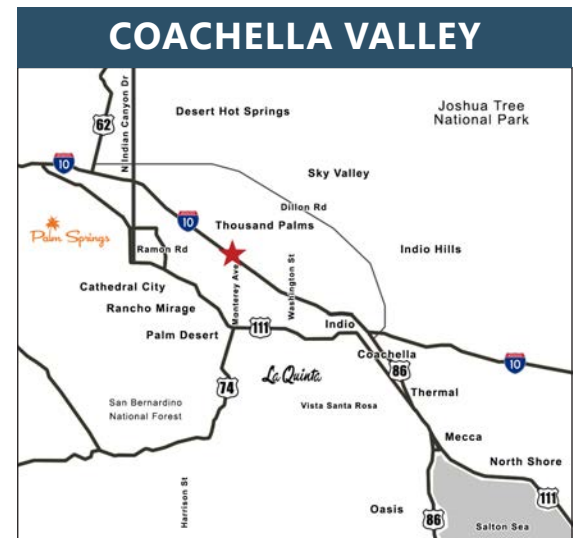 COACHELLA VALLEY
N Indian Canyon Dr
62
Desert Hot Springs
Joshua Tree
National Park
10
Sky Valley
Dillon Rd
10
Thousand Palms
Palm Springs
Ramon Rd
Indio Hills
Monterey Ave
Washington St
Cathedral City
Rancho Mirage
Palm Desert
111
Indio
Coachella
86
10
74
La Quinta
Thermal
San Bernardino
National Forest
Vista Santa Rosa
Mecca
North Shore
Harrison St
Oasis
86
111
Salton Sea